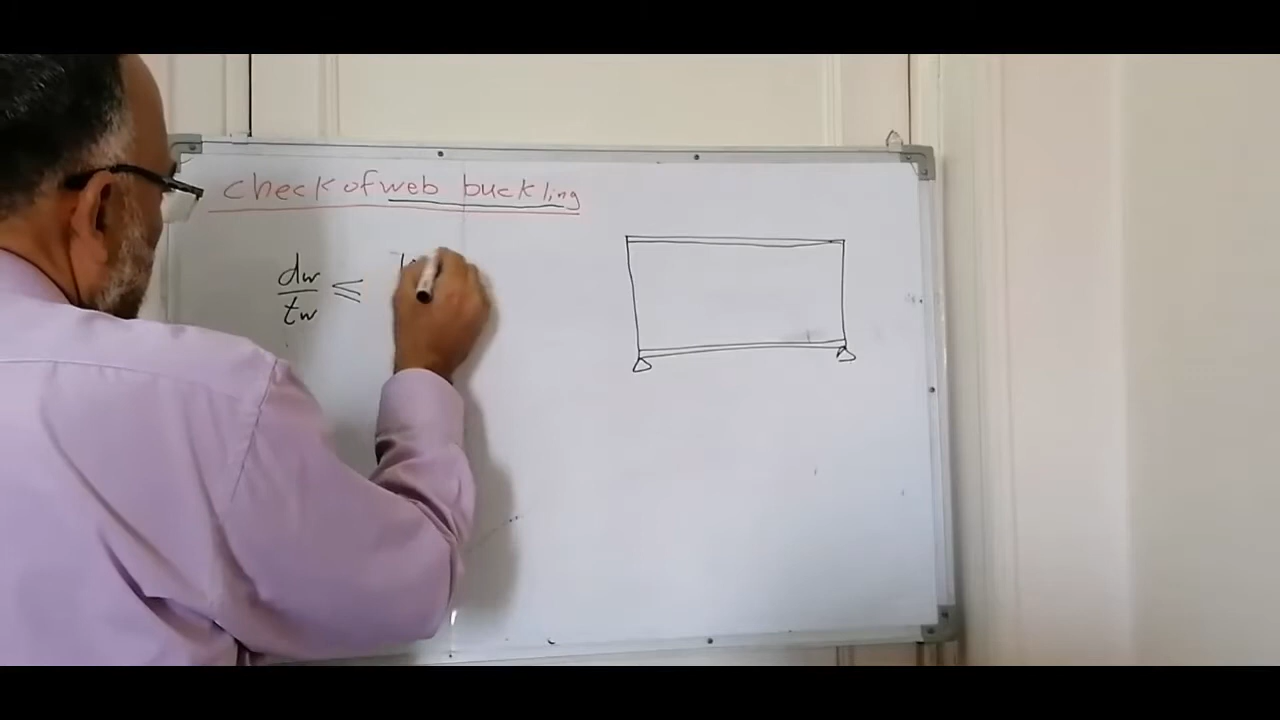 check of web buckling
dw
tw ≤